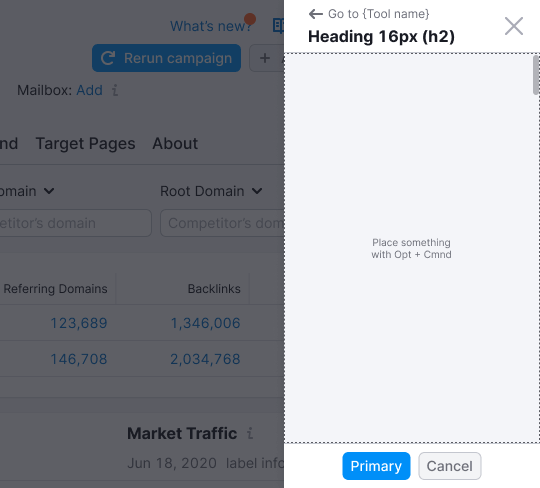 What's new?
Rerun campaign
Mailbox: Add
nd Target Pages About
omain Root Domain
etitor's domain Competitor's dom
Referring Domains Backlinks
123,689 1,346,006
146,708 2,034,768
Market Traffic
Jun 18, 2020 label info
Go to {Tool name}
Heading 16px (h2)
Place something
with Opt + Cmnd
Primary Cancel